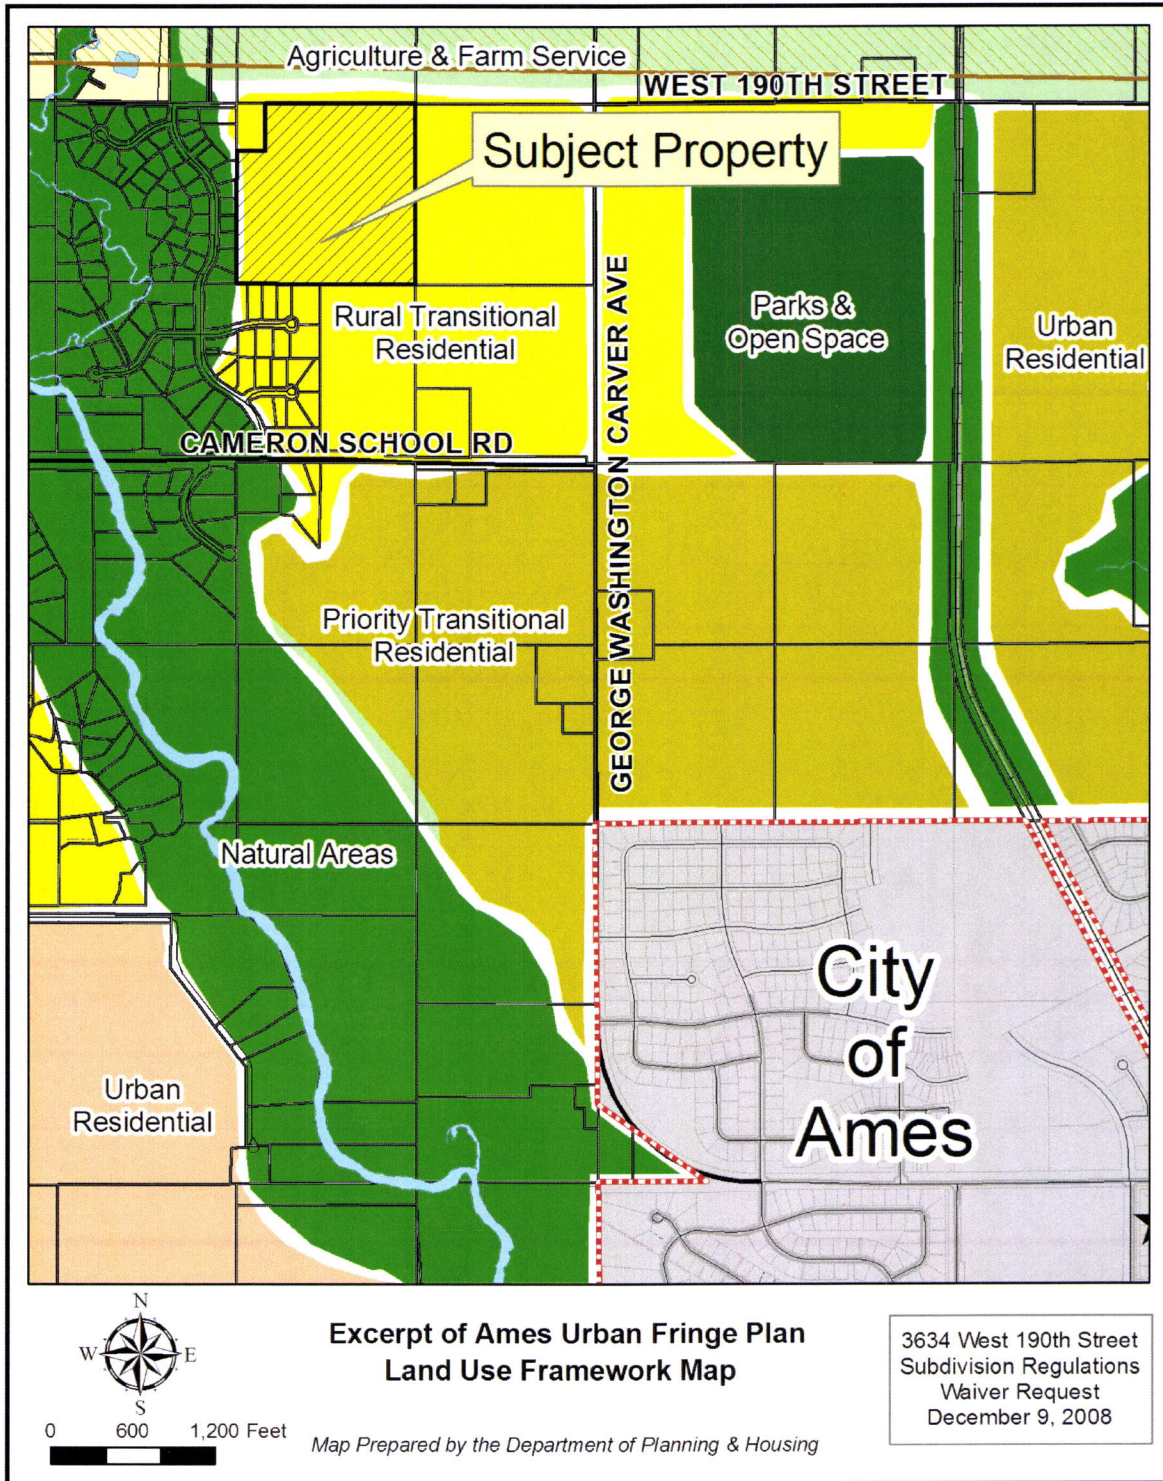 Agriculture & Farm Service
WEST 190TH STREET
Subject Property
GEORGE WASHINGTON CARVER AVE
Parks &
Open Space
Rural Transitional
Residential
Urban
Residential
CAMERON SCHOOL RD
Priority Transitional
Residential
Natural Areas
City
of
Ames
Urban
Residential
N
W E
S
0 600 1,200 Feet
Excerpt of Ames Urban Fringe Plan
Land Use Framework Map
Map Prepared by the Department of Planning & Housing
3634 West 190th Street
Subdivision Regulations
Waiver Request
December 9, 2008